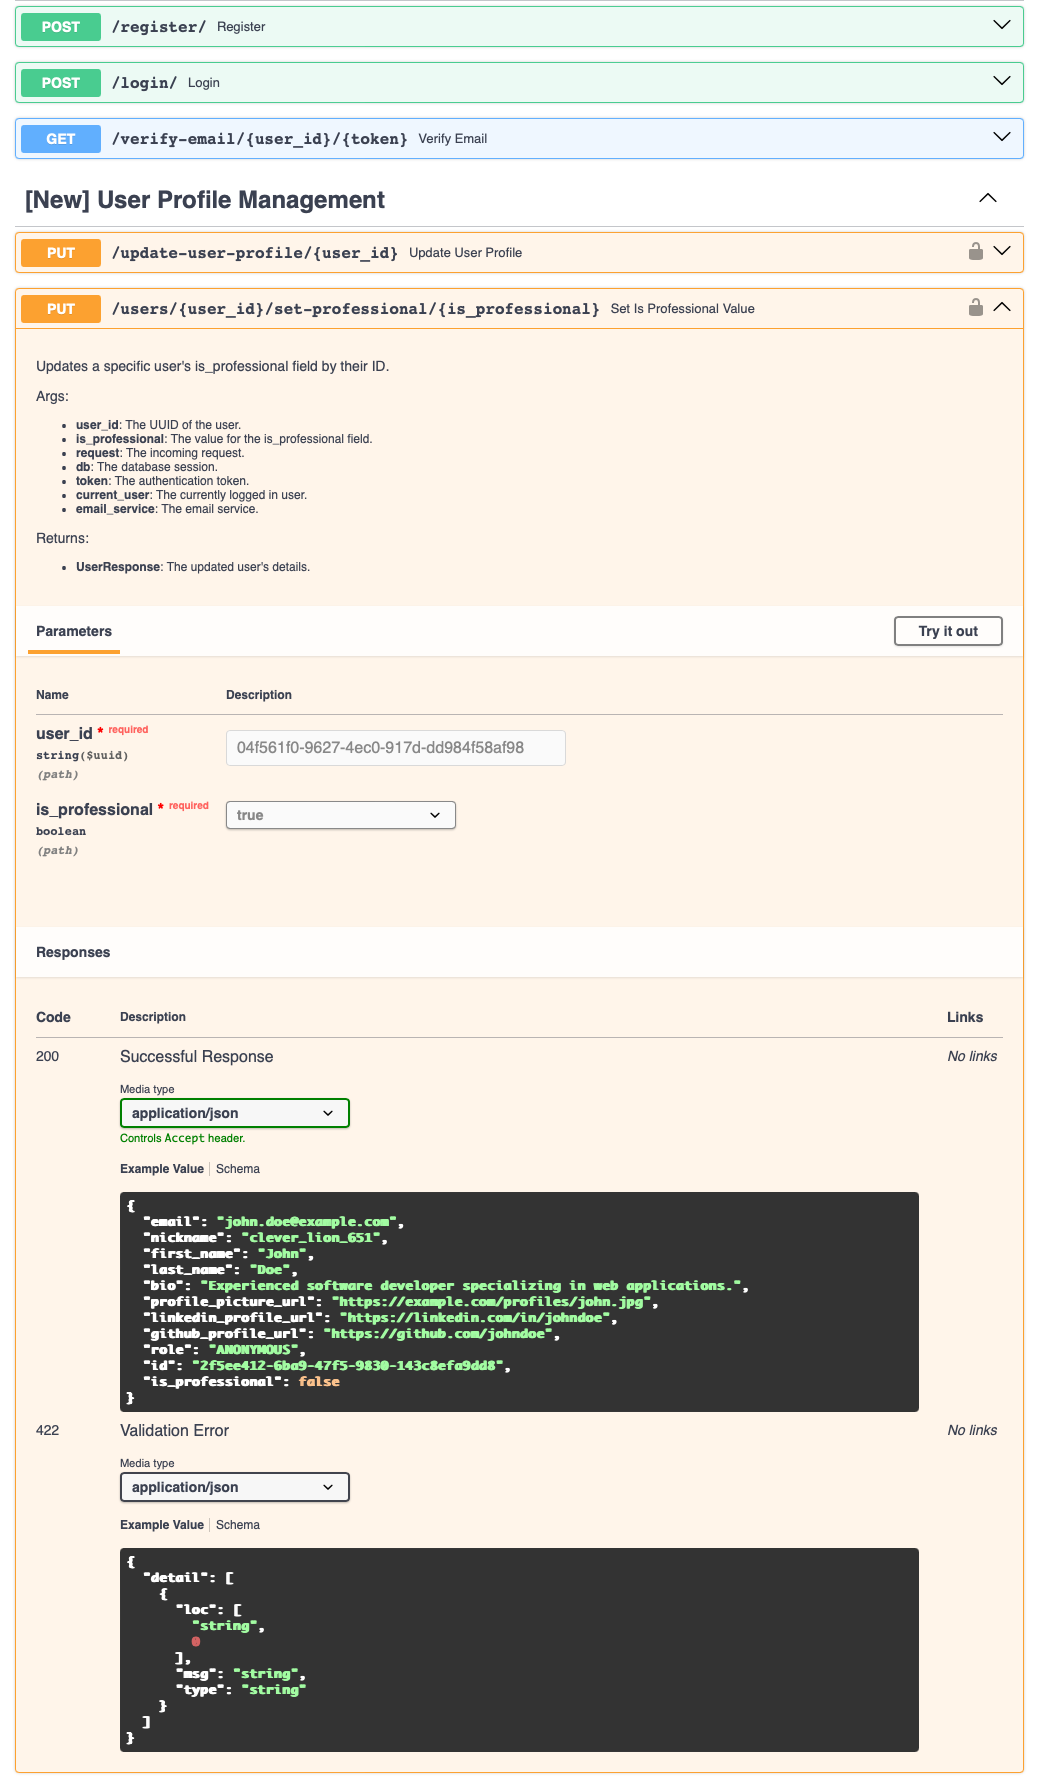 POST /register/ Register
POST /login/ Login
GET /verify-email/{user_id}/{token} Verify Email
[New] User Profile Management
PUT /update-user-profile/{user_id} Update User Profile
PUT /users/{user_id}/set-professional/{is_professional} Set Is Professional Value
Updates a specific user's is_professional field by their ID.
Args:
• user_id: The UUID of the user.
• is_professional: The value for the is_professional field.
• request: The incoming request.
• db: The database session.
• token: The authentication token.
• current_user: The currently logged in user.
• email_service: The email service.
Returns:
• UserResponse: The updated user's details.
Parameters Try it out
Name Description
user_id * required
string($uuid)
(path)
04f561f0-9627-4ec0-917d-dd984f58af98
is_professional * required
boolean
(path)
true
Responses
Code Description Links
200 Successful Response No links
Media type
application/json
Controls Accept header.
Example Value | Schema
{
"email": "john.doe@example.com",
"nickname": "clever_lion_651",
"first_name": "John",
"last_name": "Doe",
"bio": "Experienced software developer specializing in web applications.",
"profile_picture_url": "https://example.com/profiles/john.jpg",
"linkedin_profile_url": "https://linkedin.com/in/johndoe",
"github_profile_url": "https://github.com/johndoe",
"role": "ANONYMOUS",
"id": "2f5ee412-6ba9-47f5-9830-143c8efa9dd8",
"is_professional": false
}
422 Validation Error No links
Media type
application/json
Example Value | Schema
{
"detail": [
{
"loc": [
"string",
0
],
"msg": "string",
"type": "string"
}
]
}